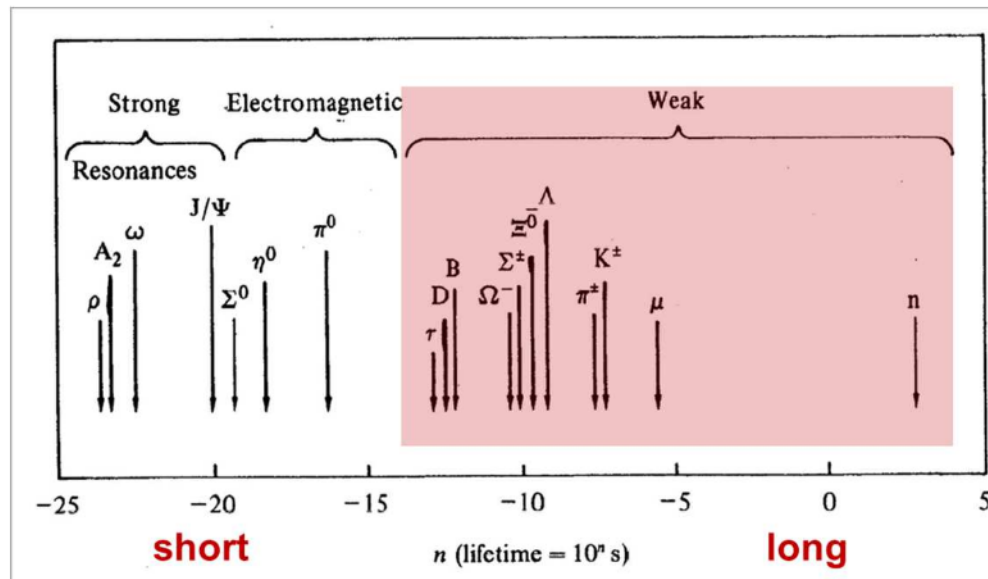 Strong Electromagnetic Weak
Resonances
J/Ψ
Λ
Ξ⁰ ⁻
ω
π⁰
A₂
η⁰
Σ±
K±
B
ρ
Σ⁰
D
Ω⁻
π±
μ
n
τ
−25 −20 −15 −10 −5 0 5
short n (lifetime = 10ⁿ s) long